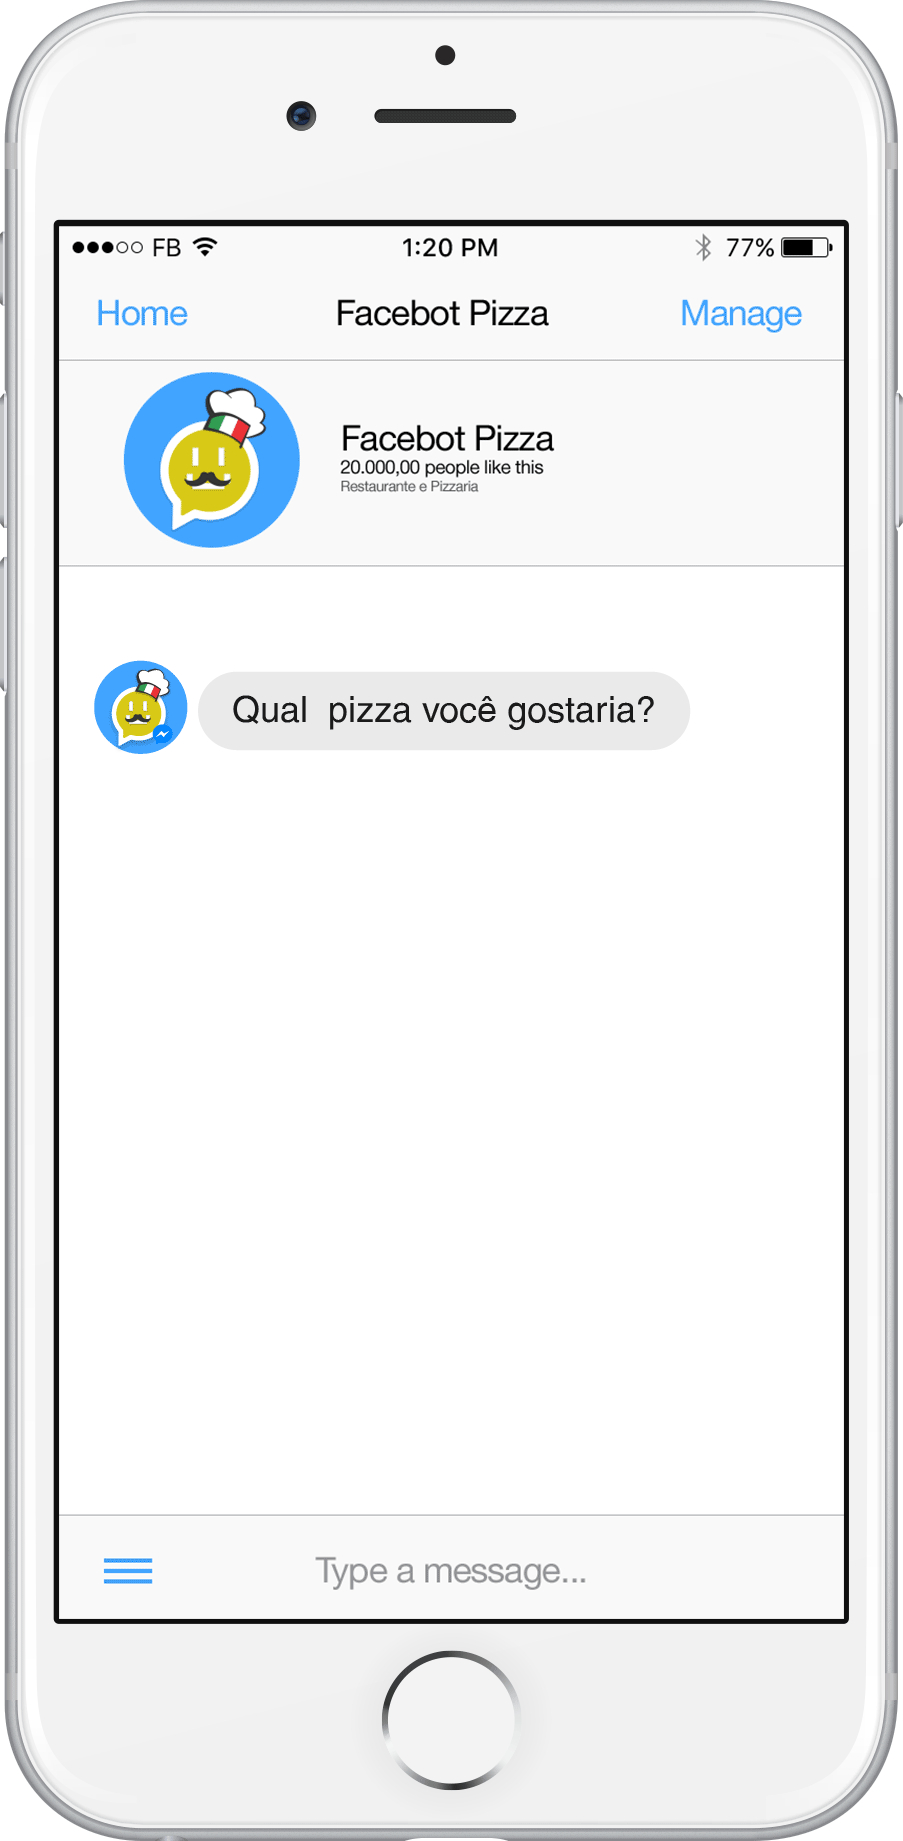 FB 1:20 PM 77%
Home Facebot Pizza Manage
Facebot Pizza
20.000,00 people like this
Restaurante e Pizzaria
Qual pizza você gostaria?
Type a message...